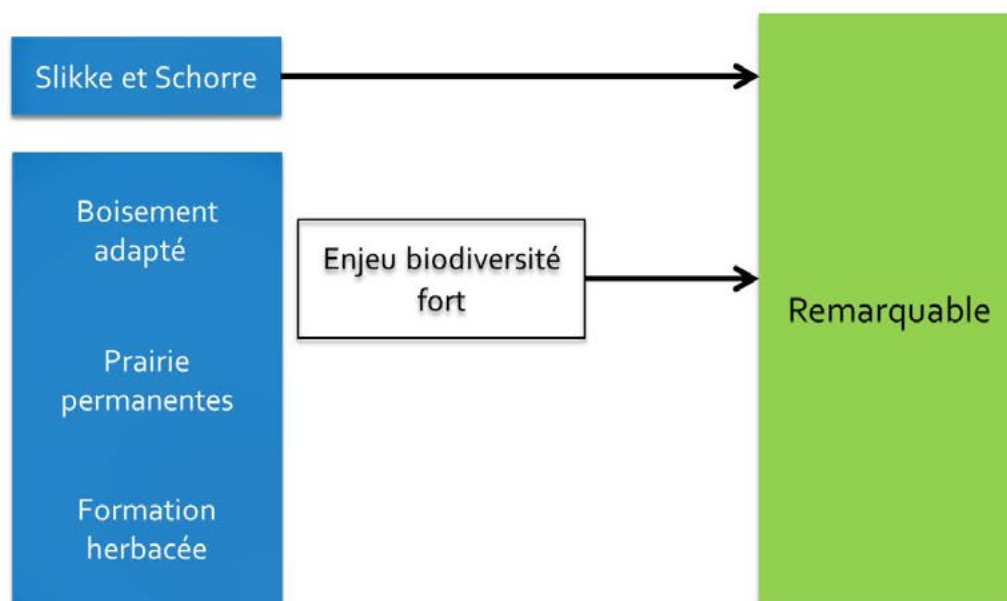 Slikke et Schorre
Boisement
adapté
Enjeu biodiversité
fort
Remarquable
Prairie
permanentes
Formation
herbacée